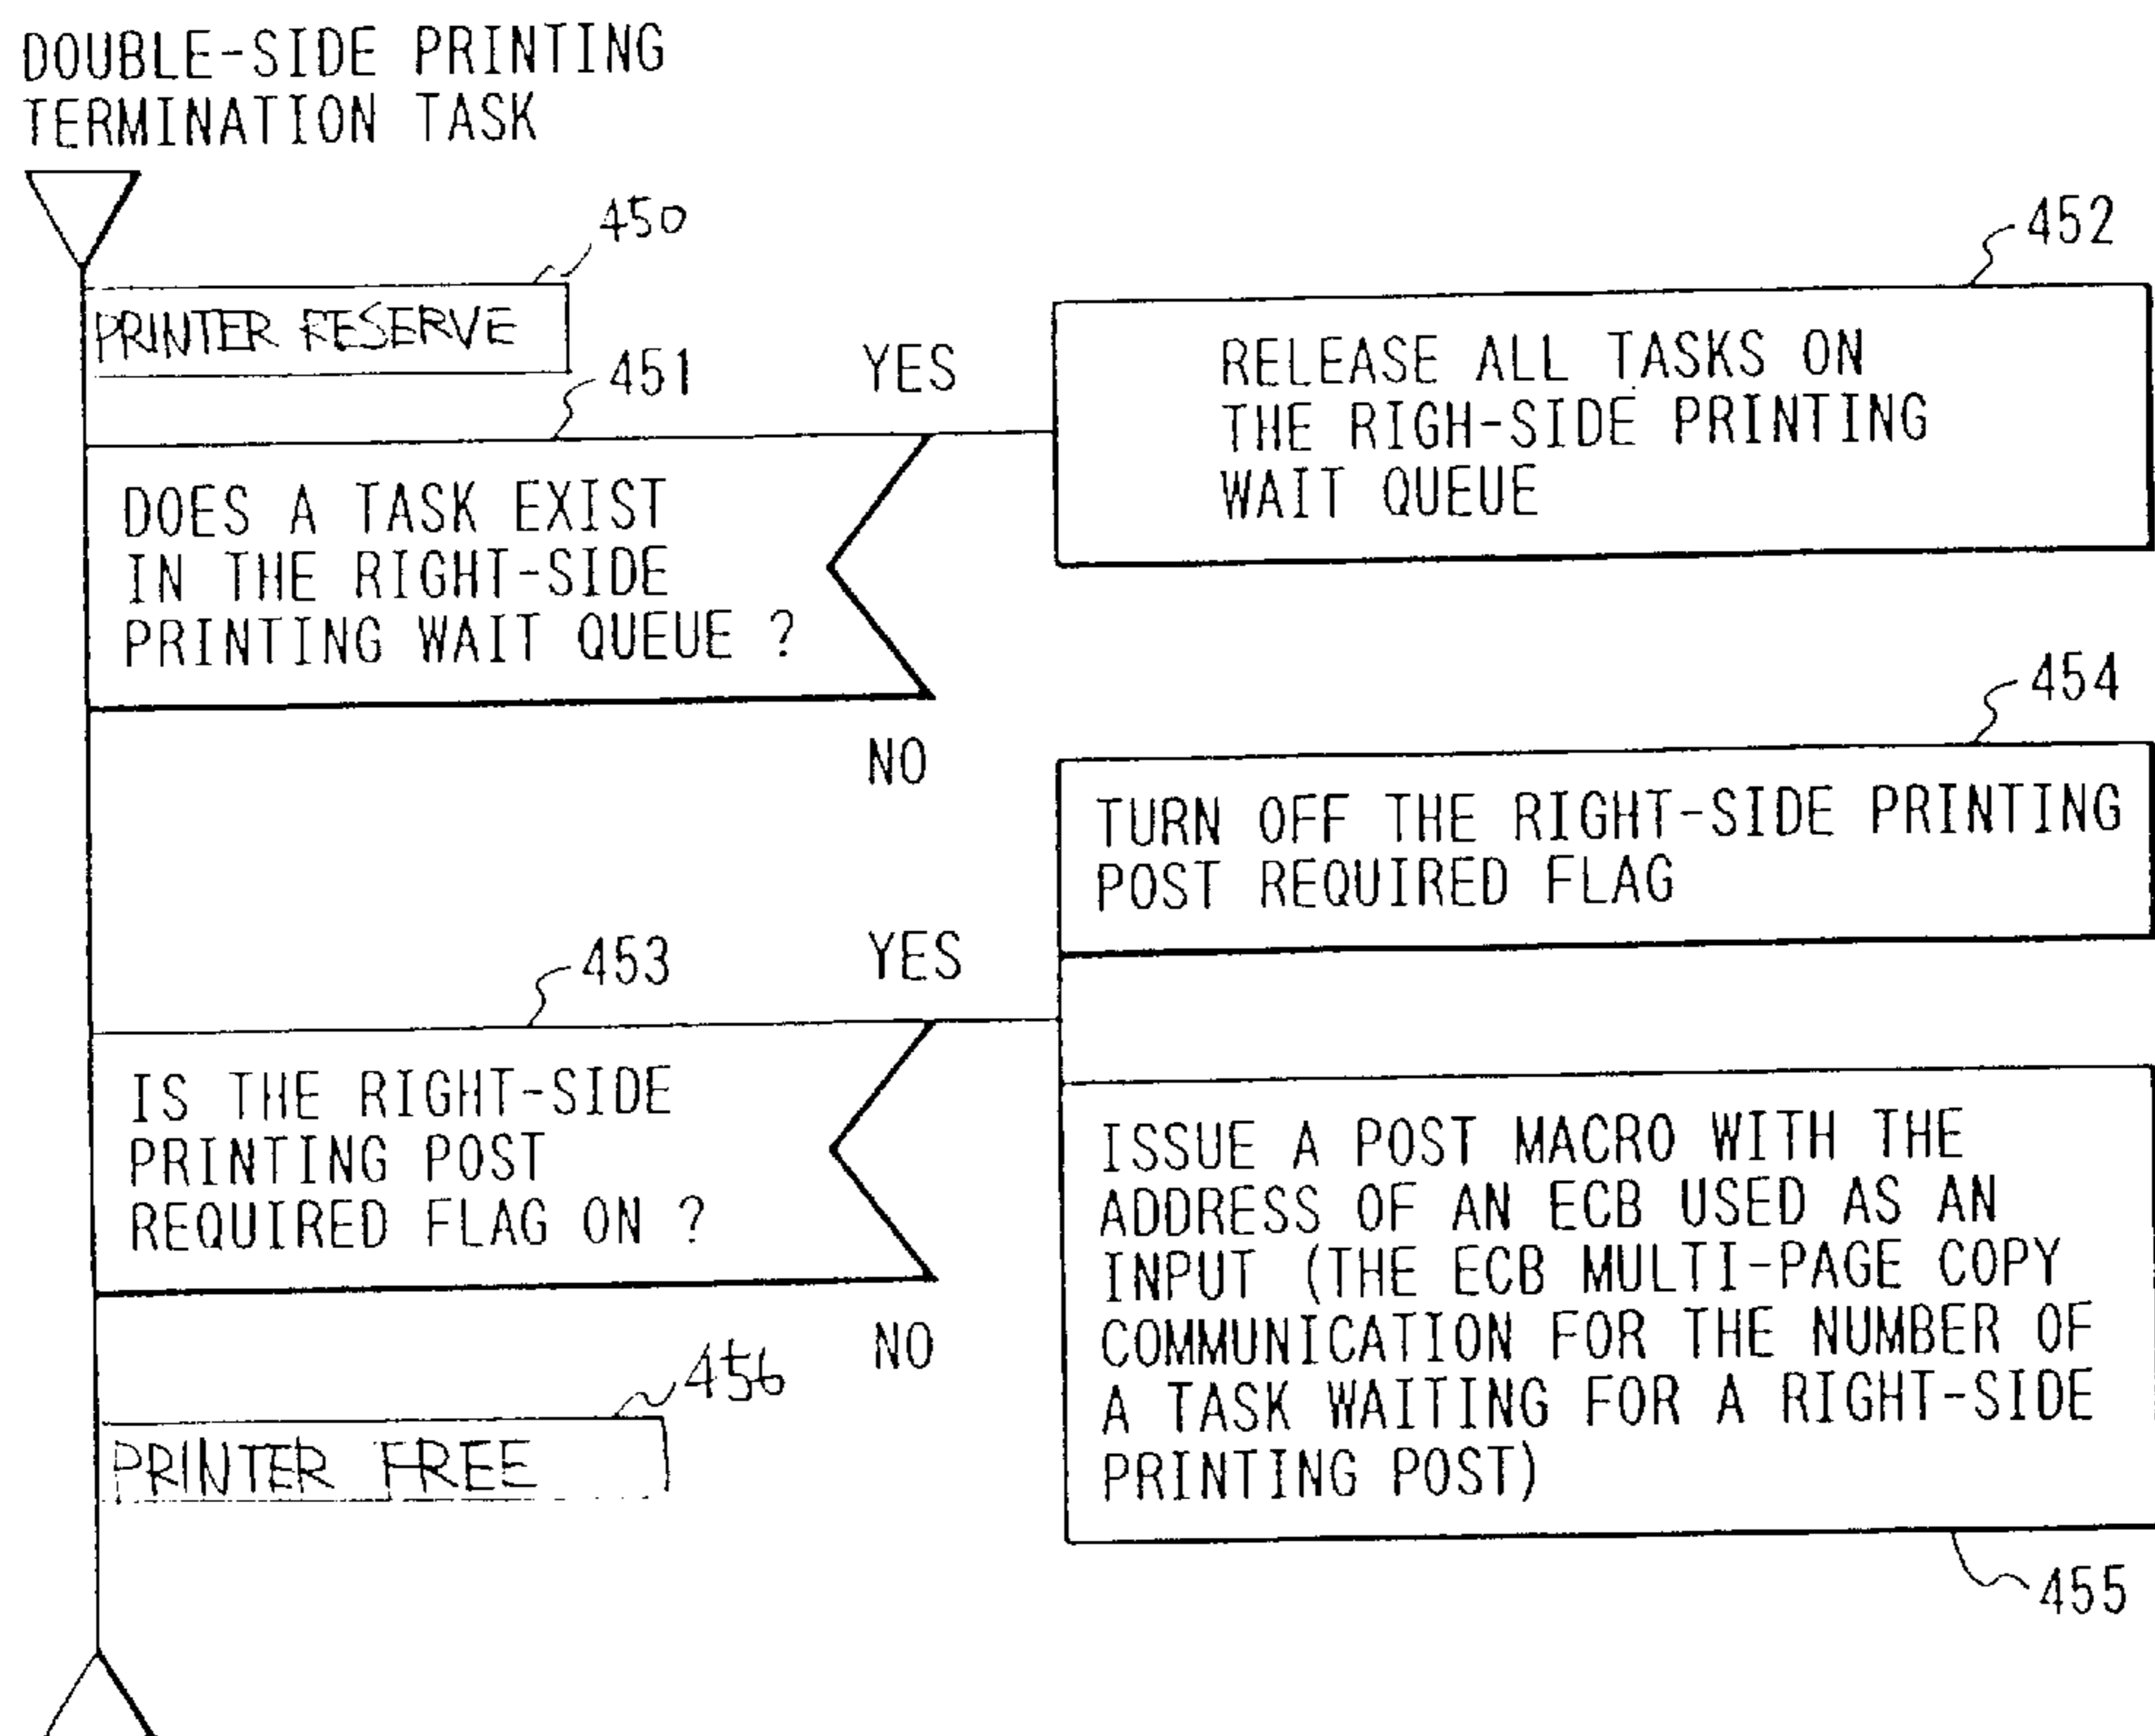 DOUBLE-SIDE PRINTING
TERMINATION TASK
450
PRINTER RESERVE
451
YES
452
RELEASE ALL TASKS ON
THE RIGH-SIDE PRINTING
WAIT QUEUE
DOES A TASK EXIST
IN THE RIGHT-SIDE
PRINTING WAIT QUEUE ?
NO
454
TURN OFF THE RIGHT-SIDE PRINTING
POST REQUIRED FLAG
453
YES
IS THE RIGHT-SIDE
PRINTING POST
REQUIRED FLAG ON ?
NO
ISSUE A POST MACRO WITH THE
ADDRESS OF AN ECB USED AS AN
INPUT (THE ECB MULTI-PAGE COPY
COMMUNICATION FOR THE NUMBER OF
A TASK WAITING FOR A RIGHT-SIDE
PRINTING POST)
455
456
PRINTER FREE